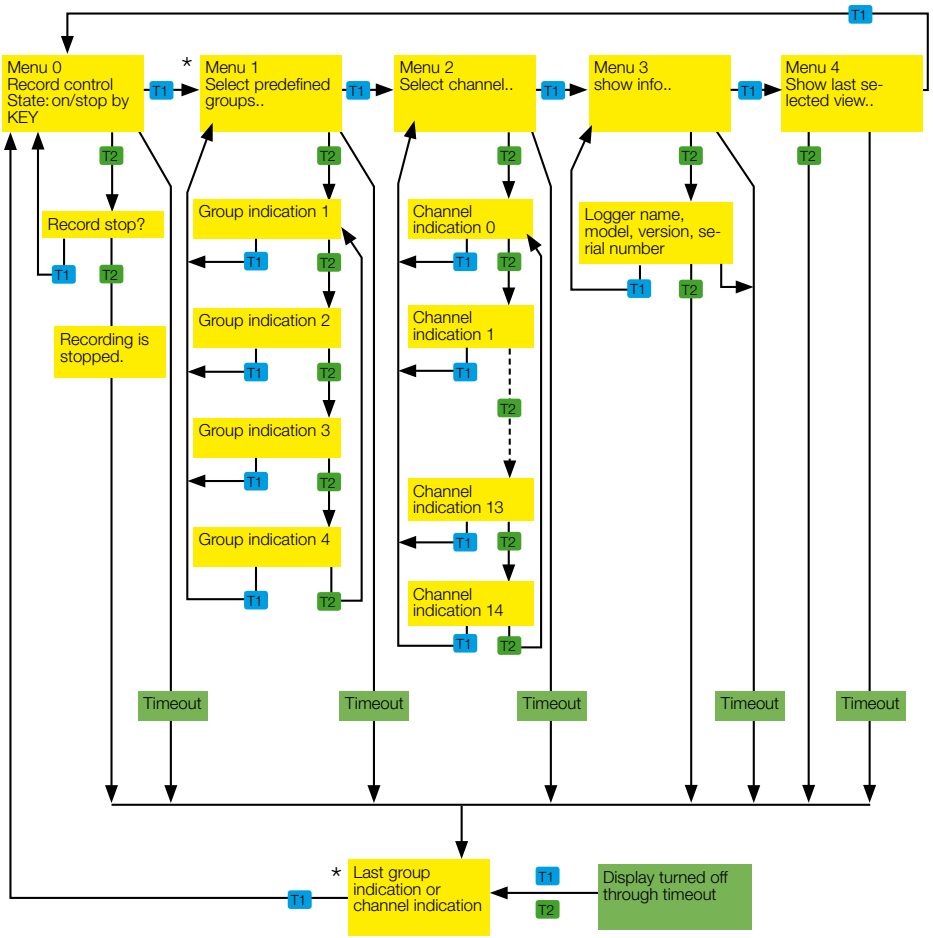 T1
Menu 0
Record control
State: on/stop by
KEY
T1
*
Menu 1
Select predefined
groups..
T1
Menu 2
Select channel..
T1
Menu 3
show info..
T1
Menu 4
Show last se-
lected view..
T2
T2
T2
T2
T2
Record stop?
T1
T2
Recording is
stopped.
Group indication 1
T1
T2
Group indication 2
T1
T2
Group indication 3
T1
T2
Group indication 4
T1
T2
Channel
indication 0
T1
T2
Channel
indication 1
T1
T2
Channel
indication 13
T1
T2
Channel
indication 14
T1
T2
Logger name,
model, version, se-
rial number
T1
T2
Timeout
Timeout
Timeout
Timeout
Timeout
*
Last group
indication or
channel indication
T1
T1
T2
Display turned off
through timeout